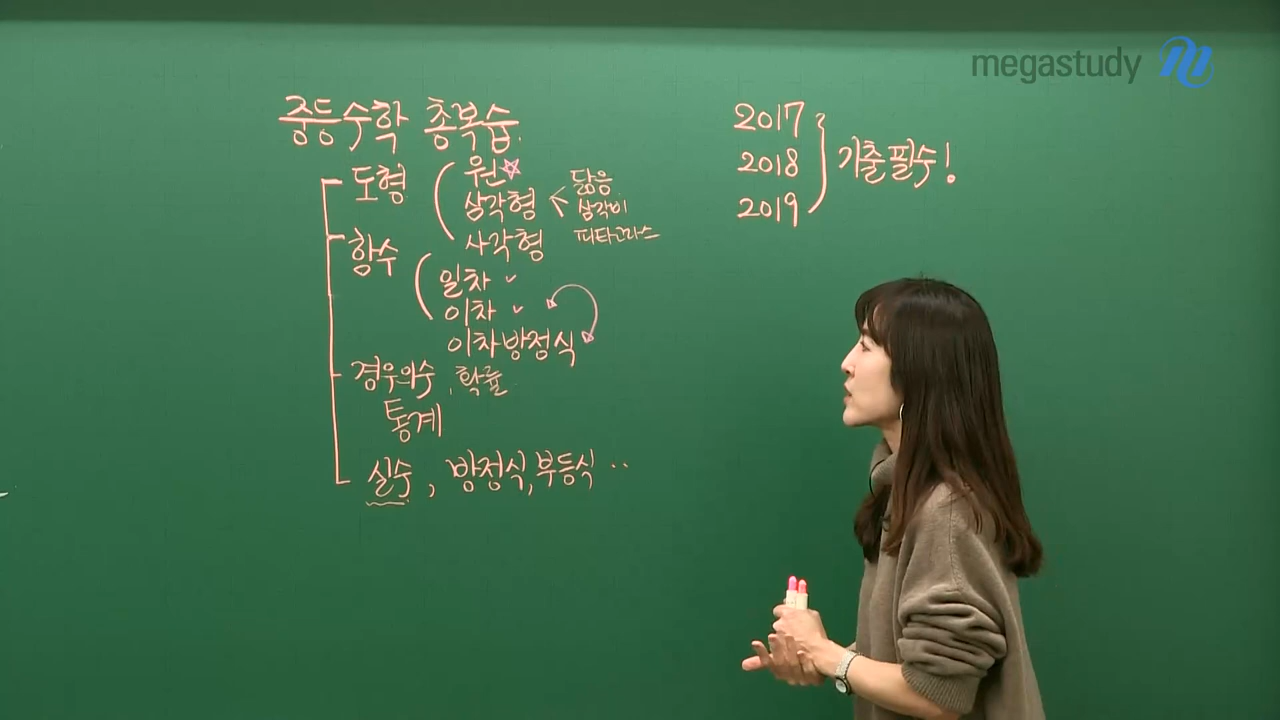 megastudy
중등수학 총복습.
도형 ( 원☆
삼각형 < 닮음
삼각비
피타고라스
사각형
함수 ( 일차 ✓
이차 ✓
이차방정식
경우의수, 확률
통계
실수, 방정식, 부등식 ..
2017
2018
2019
기출필수!